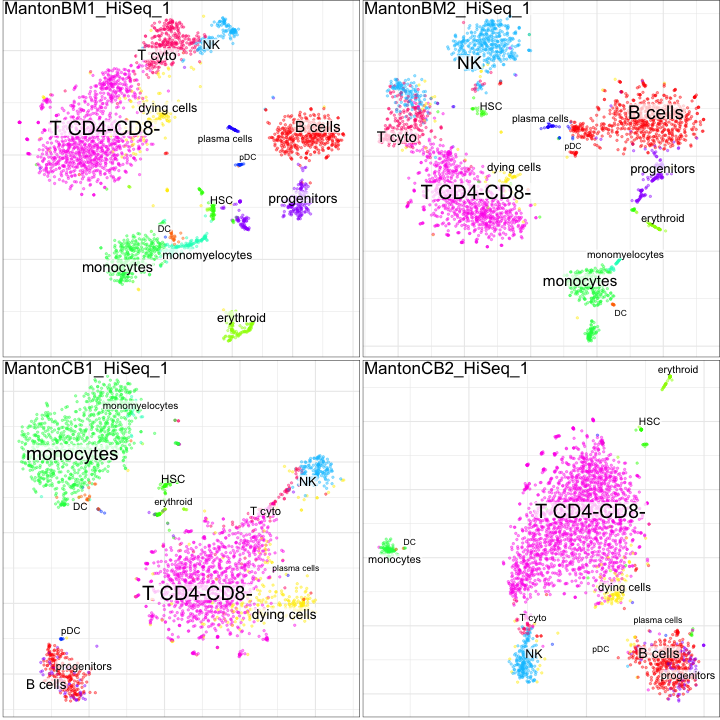 MantonBM1_HiSeq_1
T cyto
NK
dying cells
T CD4-CD8-
plasma cells
B cells
pDC
HSC
progenitors
DC
monomyelocytes
monocytes
erythroid
MantonBM2_HiSeq_1
NK
HSC
plasma cells
B cells
T cyto
pDC
dying cells
progenitors
T CD4-CD8-
erythroid
monomyelocytes
monocytes
DC
MantonCB1_HiSeq_1
monomyelocytes
monocytes
HSC
NK
DC
erythroid
T cyto
plasma cells
T CD4-CD8-
dying cells
pDC
progenitors
B cells
MantonCB2_HiSeq_1
erythroid
HSC
T CD4-CD8-
DC
monocytes
dying cells
T cyto
plasma cells
pDC
NK
B cells
progenitors